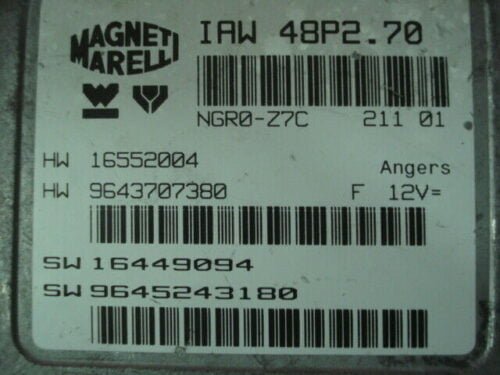 MAGNETI MARELLI
IAW 48P2.70
NGR0-Z7C 211 01
HW 16552004 Angers
HW 9643707380 F 12V=
SW 16449094
SW 9645243180